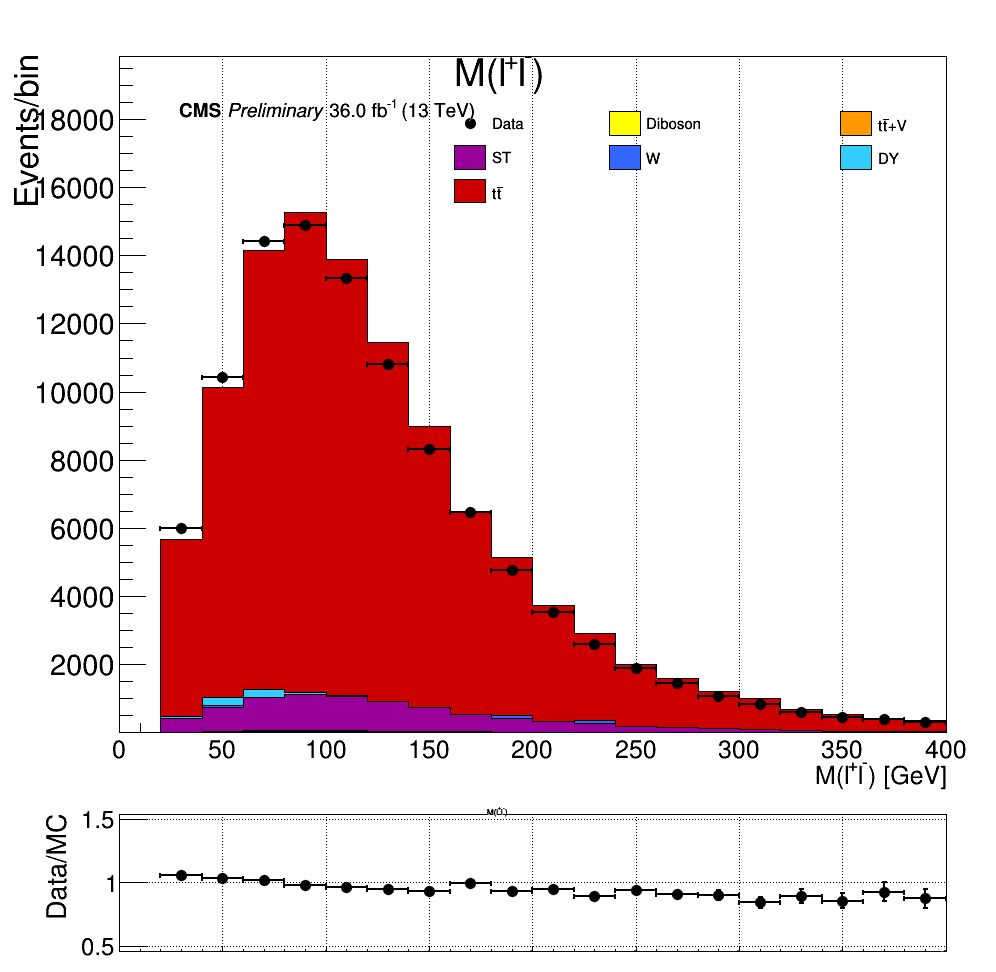 M(l⁺l⁻)
Events/bin
CMS Preliminary 36.0 fb⁻¹ (13 TeV)
Data
Diboson
tt̄+V
ST
W
DY
tt̄
18000
16000
14000
12000
10000
8000
6000
4000
2000
0 50 100 150 200 250 300 350 400
M(l⁺l⁻) [GeV]
M(l⁺l⁻)
Data/MC
1.5
1
0.5